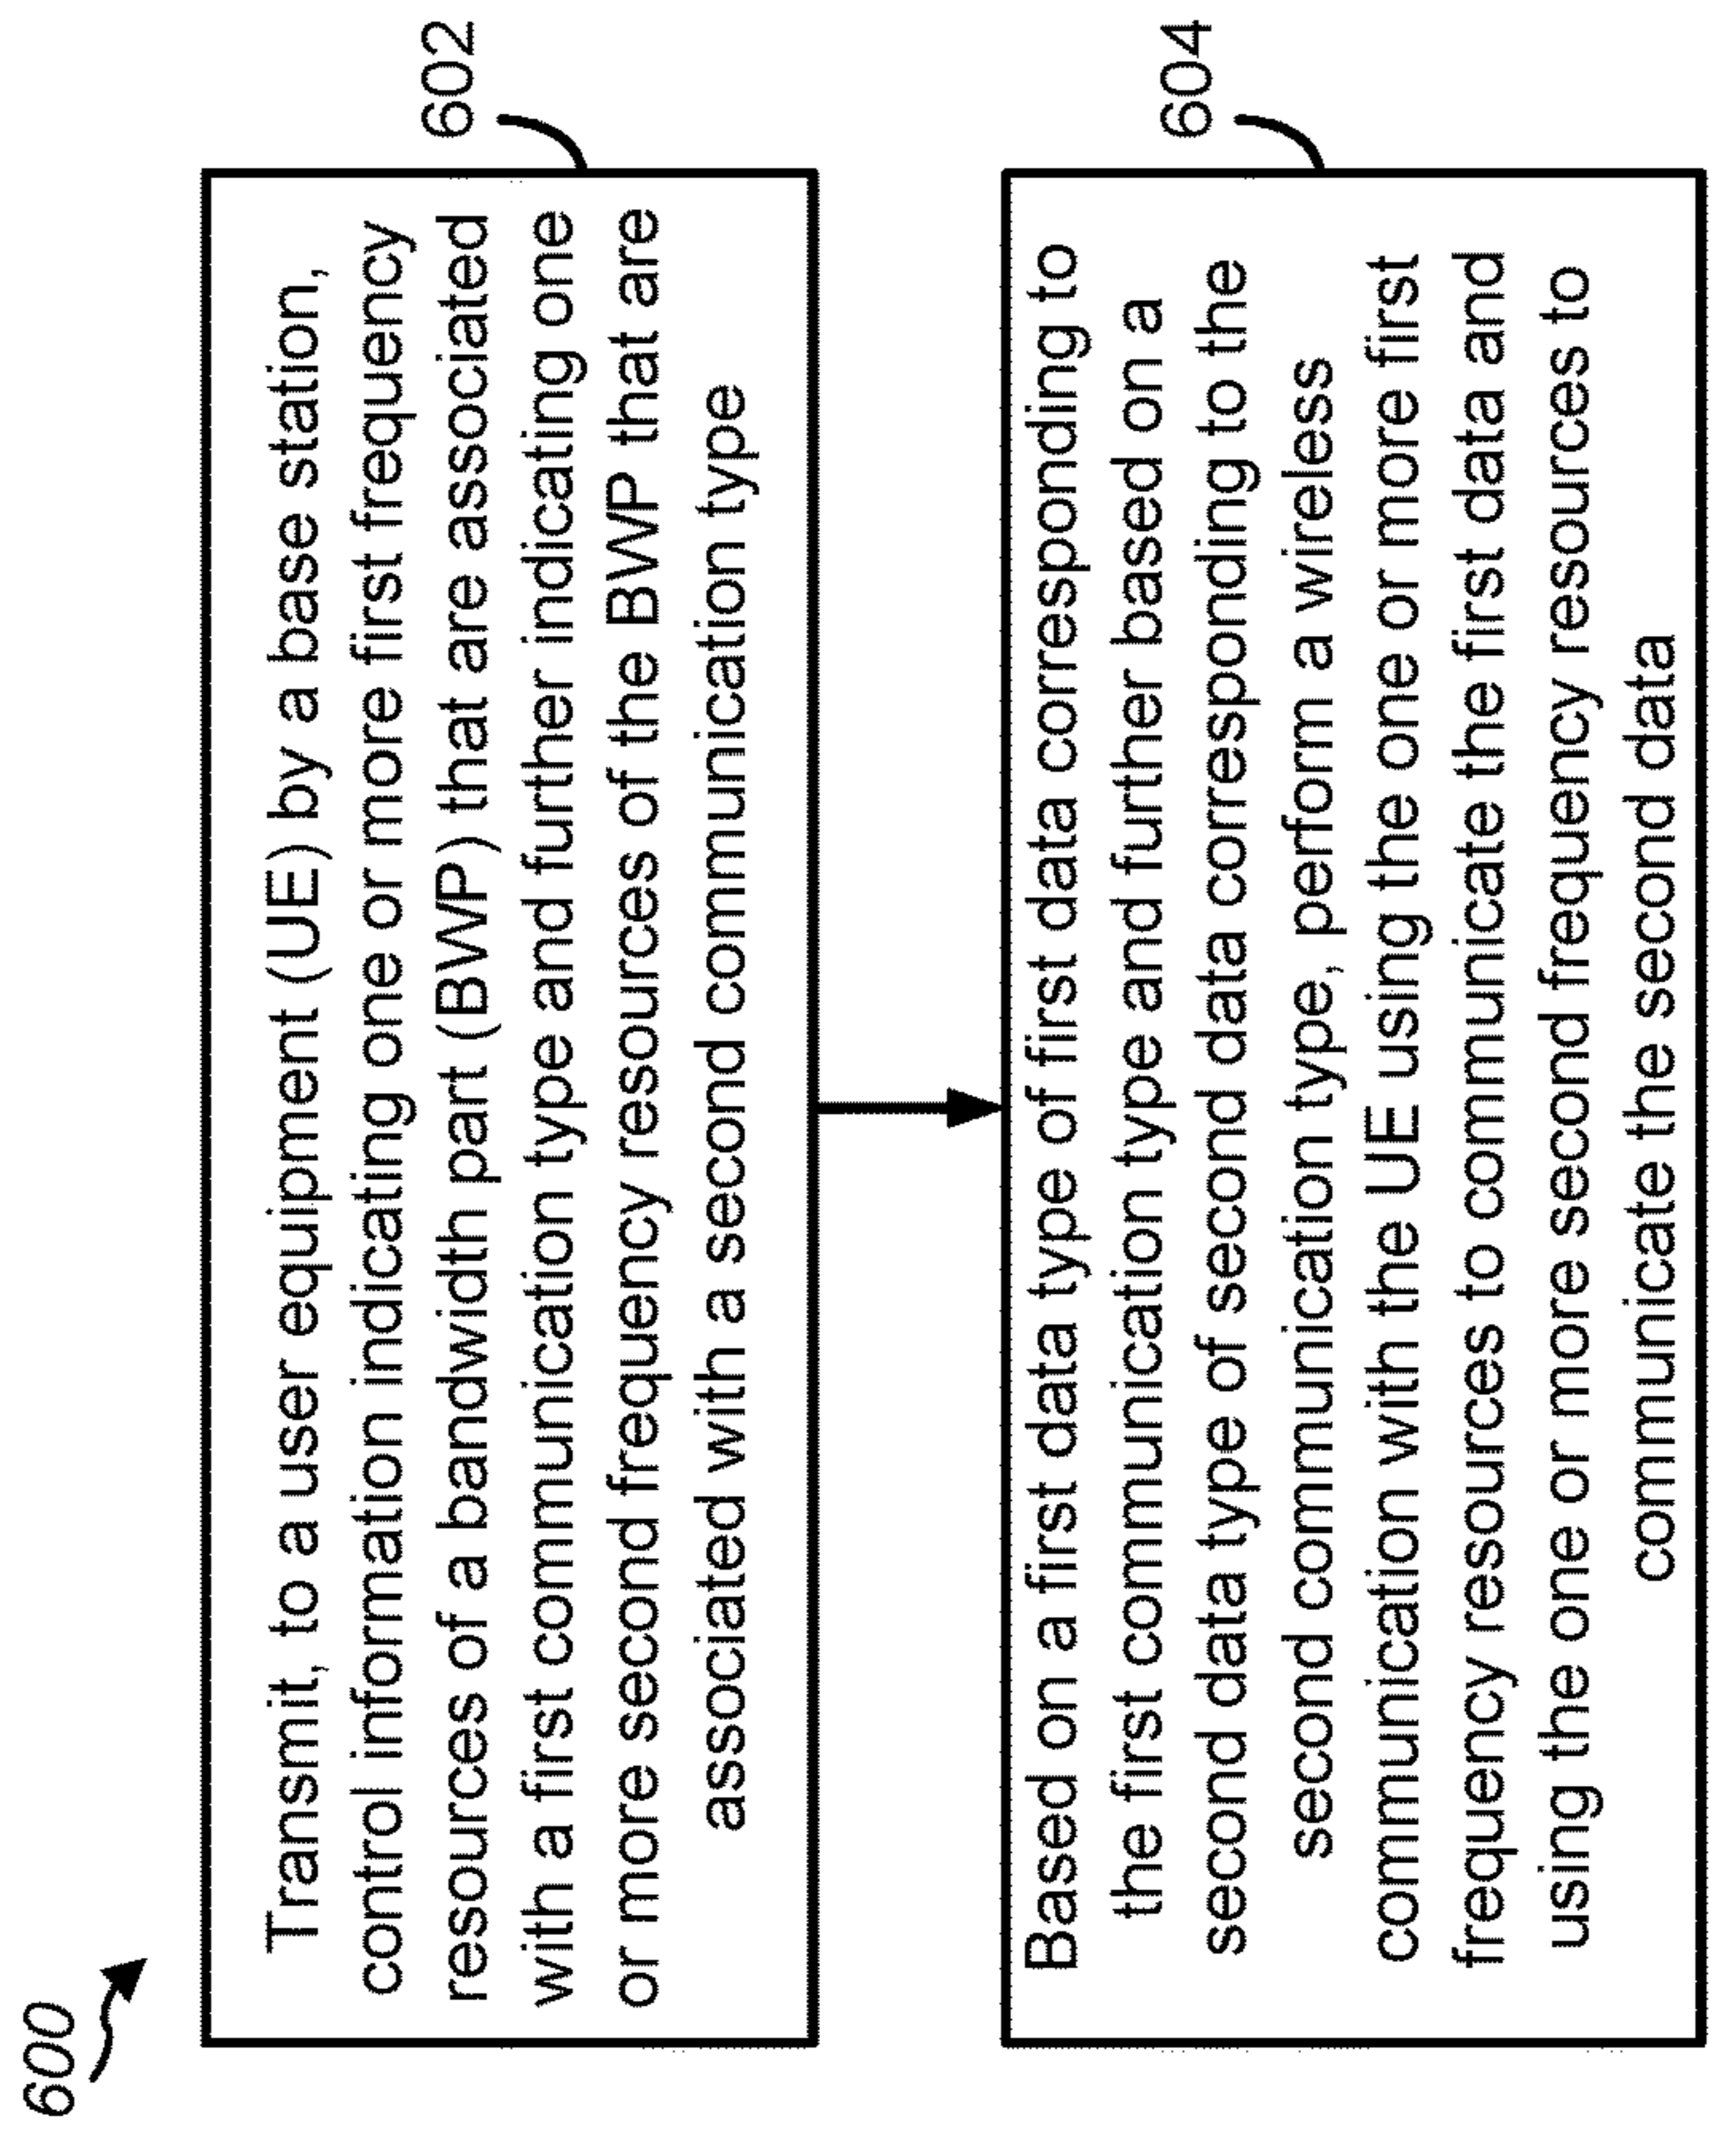 600
602
Transmit, to a user equipment (UE) by a base station,
control information indicating one or more first frequency
resources of a bandwidth part (BWP) that are associated
with a first communication type and further indicating one
or more second frequency resources of the BWP that are
associated with a second communication type
604
Based on a first data type of first data corresponding to
the first communication type and further based on a
second data type of second data corresponding to the
second communication type, perform a wireless
communication with the UE using the one or more first
frequency resources to communicate the first data and
using the one or more second frequency resources to
communicate the second data